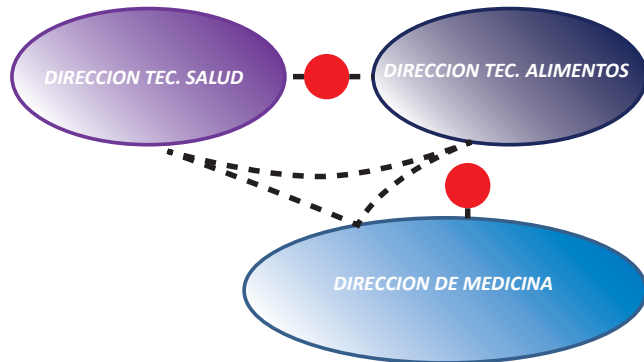 DIRECCION TEC. SALUD
DIRECCION TEC. ALIMENTOS
DIRECCION DE MEDICINA